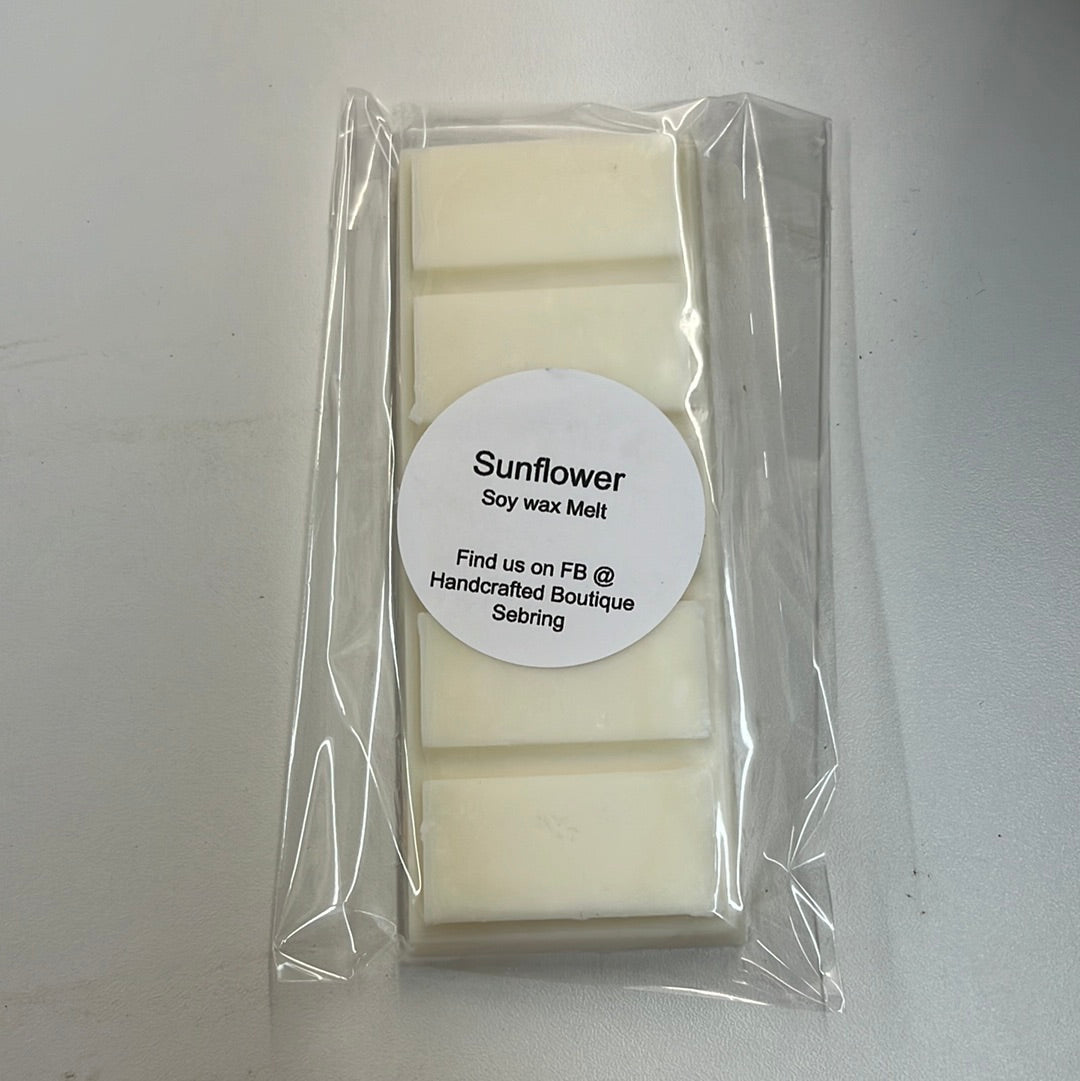 Sunflower
Soy wax Melt
Find us on FB @
Handcrafted Boutique
Sebring